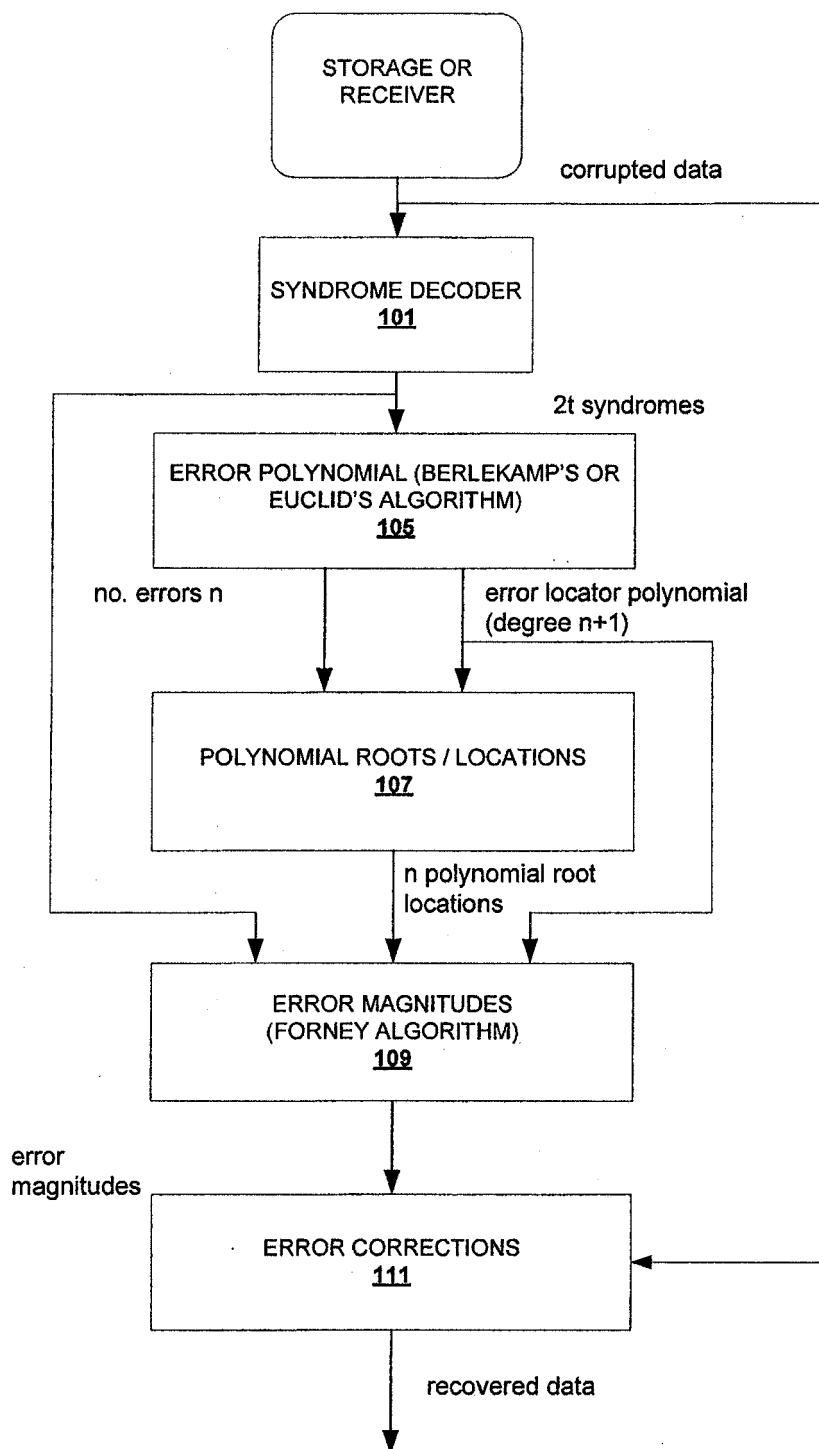 STORAGE OR
RECEIVER
corrupted data
SYNDROME DECODER
101
2t syndromes
ERROR POLYNOMIAL (BERLEKAMP'S OR
EUCLID'S ALGORITHM)
105
no. errors n
error locator polynomial
(degree n+1)
POLYNOMIAL ROOTS / LOCATIONS
107
n polynomial root
locations
ERROR MAGNITUDES
(FORNEY ALGORITHM)
109
error
magnitudes
ERROR CORRECTIONS
111
recovered data